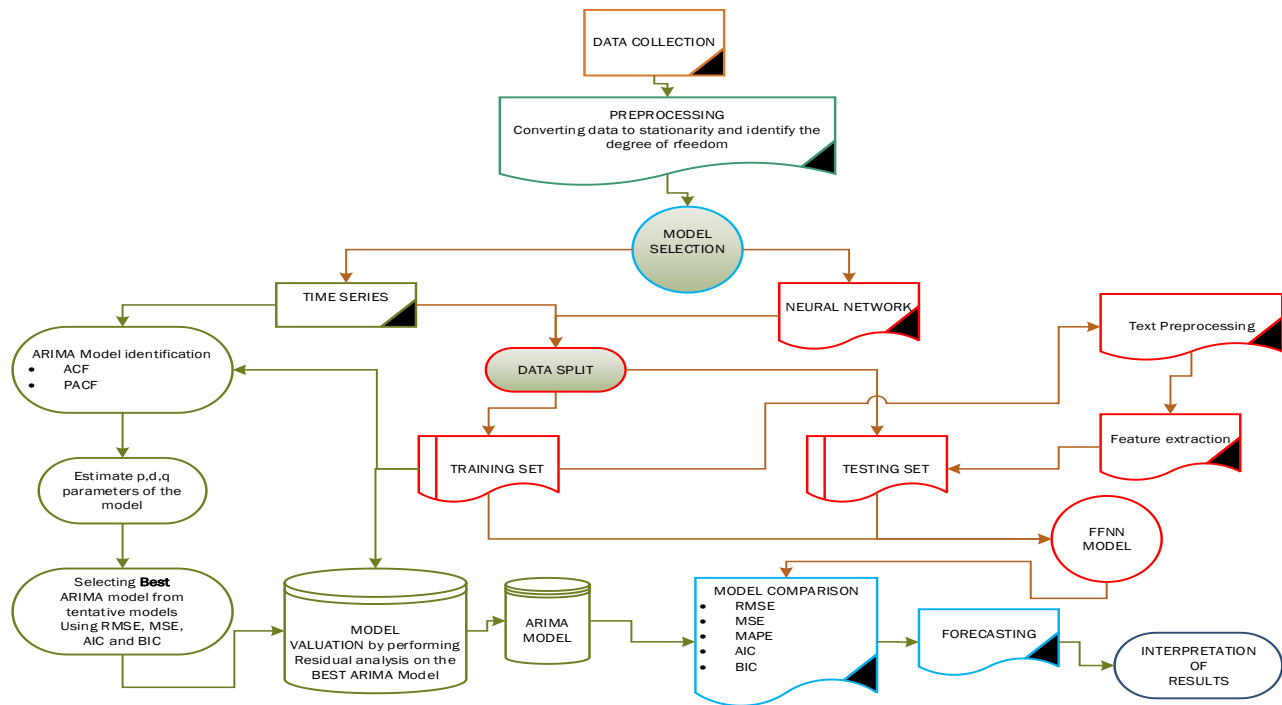 DATA COLLECTION
PREPROCESSING
Converting data to stationarity and identify the
degree of rfeedom
MODEL
SELECTION
TIME SERIES
NEURAL NETWORK
Text Preprocessing
ARIMA Model identification
• ACF
• PACF
DATA SPLIT
TRAINING SET
TESTING SET
Feature extraction
Estimate p,d,q
parameters of the
model
FFNN
MODEL
Selecting Best
ARIMA model from
tentative models
Using RMSE, MSE,
AIC and BIC
MODEL
VALUATION by performing
Residual analysis on the
BEST ARIMA Model
ARIMA
MODEL
MODEL COMPARISON
• RMSE
• MSE
• MAPE
• AIC
• BIC
FORECASTING
INTERPRETATION
OF
RESULTS